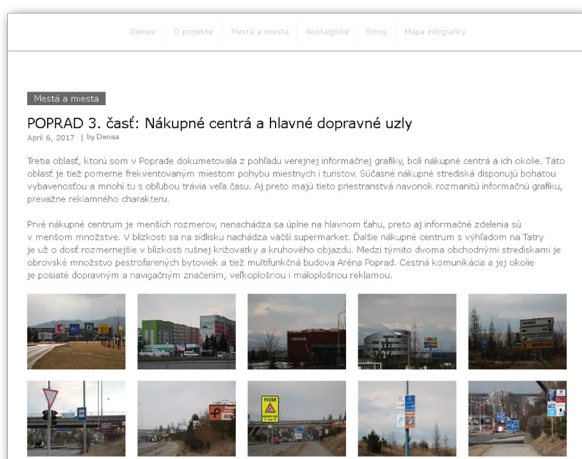 Domov O projekte Mestá a miesta Nostalgické Smog Mapa infografiky
Mestá a miesta
POPRAD 3. časť: Nákupné centrá a hlavné dopravné uzly
April 6, 2017 | by Denisa
Tretia oblasť, ktorú som v Poprade dokumetovala z pohľadu verejnej informačnej grafiky, boli nákupné centrá a ich okolie. Táto
oblasť je tiež pomerne frekventovaným miestom pohybu miestnych i turistov. Súčasné nákupné strediská disponujú bohatou
vybavenosťou a mnohí tu s obľubou trávia veľa času. Aj preto majú tieto priestranstvá navonok rozmanitú informačnú grafiku,
prevažne reklamného charakteru.
Prvé nákupné centrum je menších rozmerov, nenachádza sa úplne na hlavnom ťahu, preto aj informačné zdelenia sú
v menšom množstve. V blízkosti sa na sídlisku nachádza väčší supermarket. Ďalšie nákupné centrum s výhľadom na Tatry
je už o dosť rozmernejšie v blízkosti rušnej križovatky a kruhového objazdu. Medzi týmito dvoma obchodnými strediskami je
obrovské množstvo pestrofarených bytoviek a tiež multifunkčná budova Aréna Poprad. Cestná komunikácia a jej okolie
je posiaté dopravným a navigačným značením, veľkoplošnou i máloplošnou reklamou.
POZOR